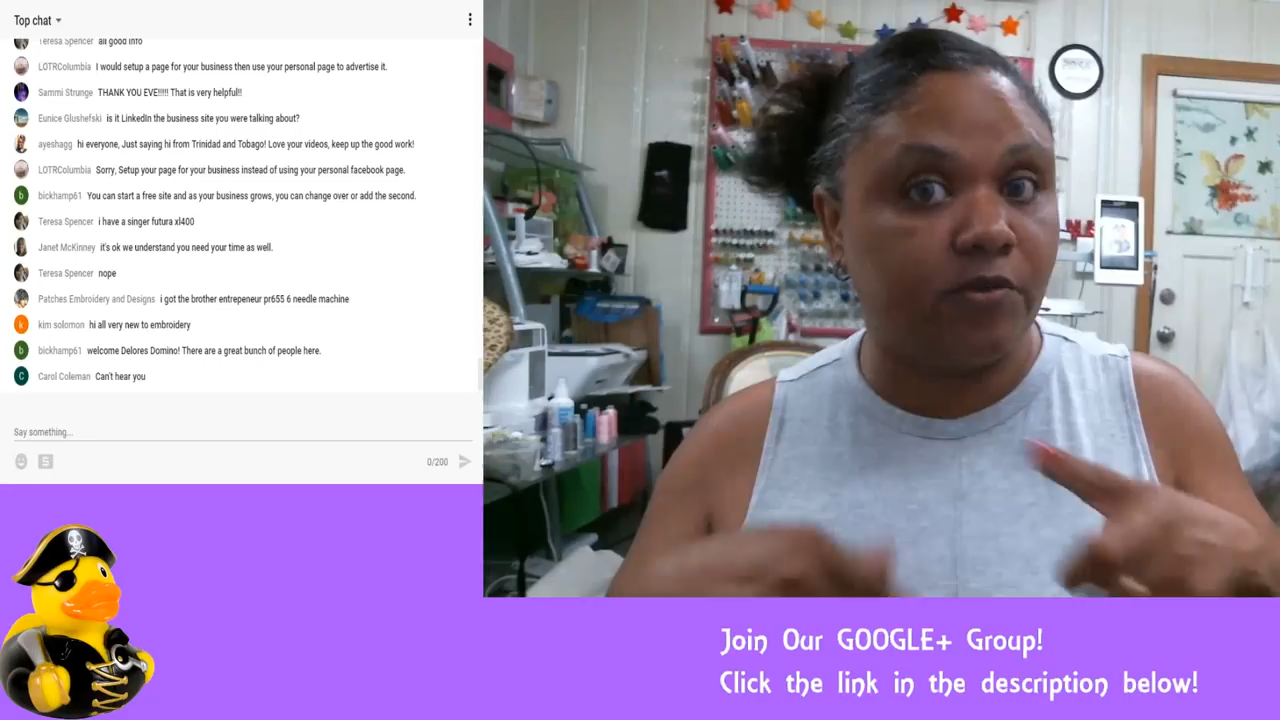 Top chat
Teresa Spencer all good info
LOTRColumbia I would setup a page for your business then use your personal page to advertise it.
Sammi Strunge THANK YOU EVE!!!!! That is very helpful!!
Eunice Glushefski is it LinkedIn the business site you were talking about?
ayeshagg hi everyone, Just saying hi from Trinidad and Tobago! Love your videos, keep up the good work!
LOTRColumbia Sorry, Setup your page for your business instead of using your personal facebook page.
b bickhamp61 You can start a free site and as your business grows, you can change over or add the second.
Teresa Spencer i have a singer futura xl400
Janet McKinney it's ok we understand you need your time as well.
Teresa Spencer nope
Patches Embroidery and Designs i got the brother entrepeneur pr655 6 needle machine
k kim solomon hi all very new to embroidery
b bickhamp61 welcome Delores Domino! There are a great bunch of people here.
C Carol Coleman Can't hear you
Say something...
0/200
Join Our GOOGLE+ Group!
Click the link in the description below!